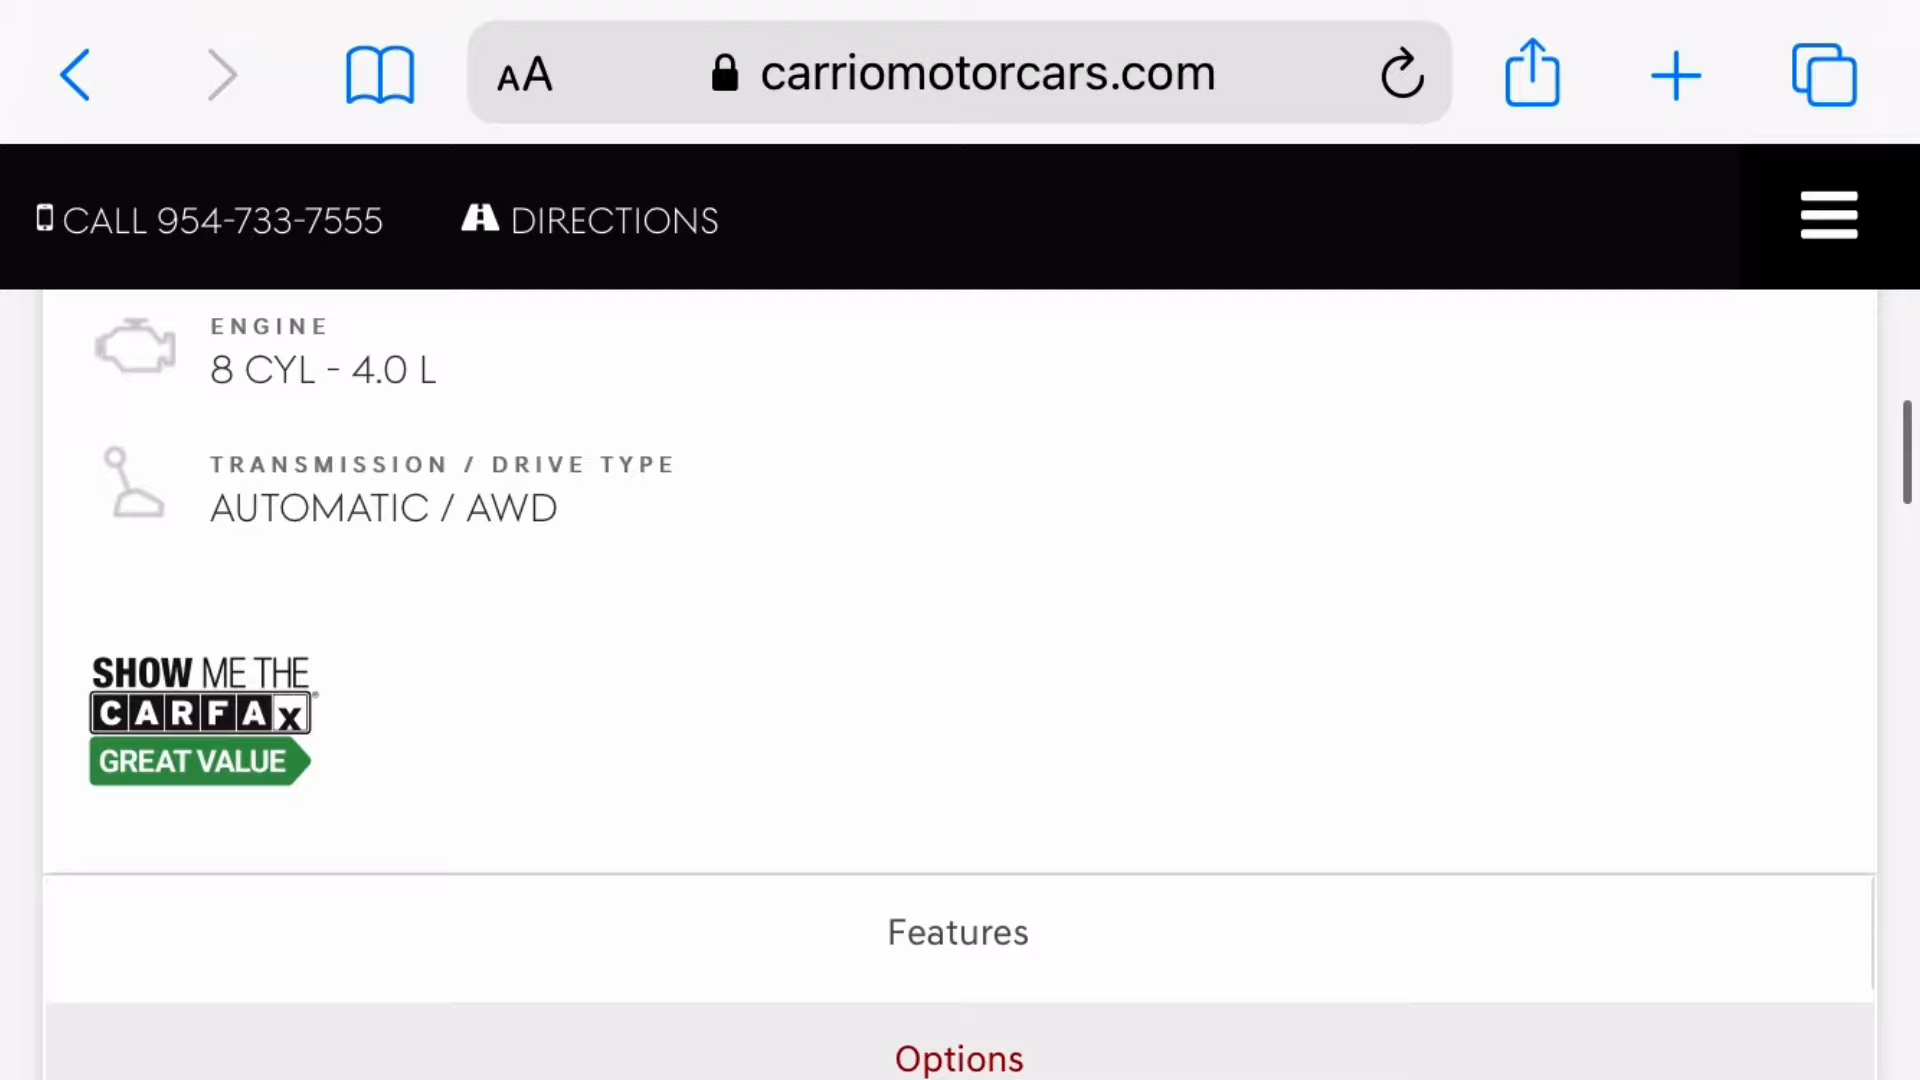 AA carriomotorcars.com
CALL 954-733-7555 DIRECTIONS
ENGINE
8 CYL - 4.0 L
TRANSMISSION / DRIVE TYPE
AUTOMATIC / AWD
SHOW ME THE
CARFAX®
GREAT VALUE
Features
Options